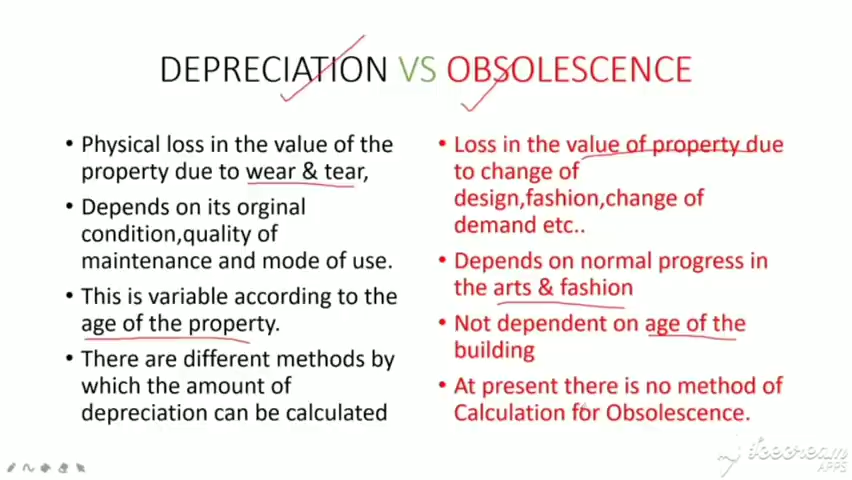 DEPRECIATION VS OBSOLESCENCE
• Physical loss in the value of the
property due to wear & tear,
• Depends on its orginal
condition,quality of
maintenance and mode of use.
• This is variable according to the
age of the property.
• There are different methods by
which the amount of
depreciation can be calculated
• Loss in the value of property due
to change of
design,fashion,change of
demand etc..
• Depends on normal progress in
the arts & fashion
• Not dependent on age of the
building
• At present there is no method of
Calculation for Obsolescence.
Icecream
APPS